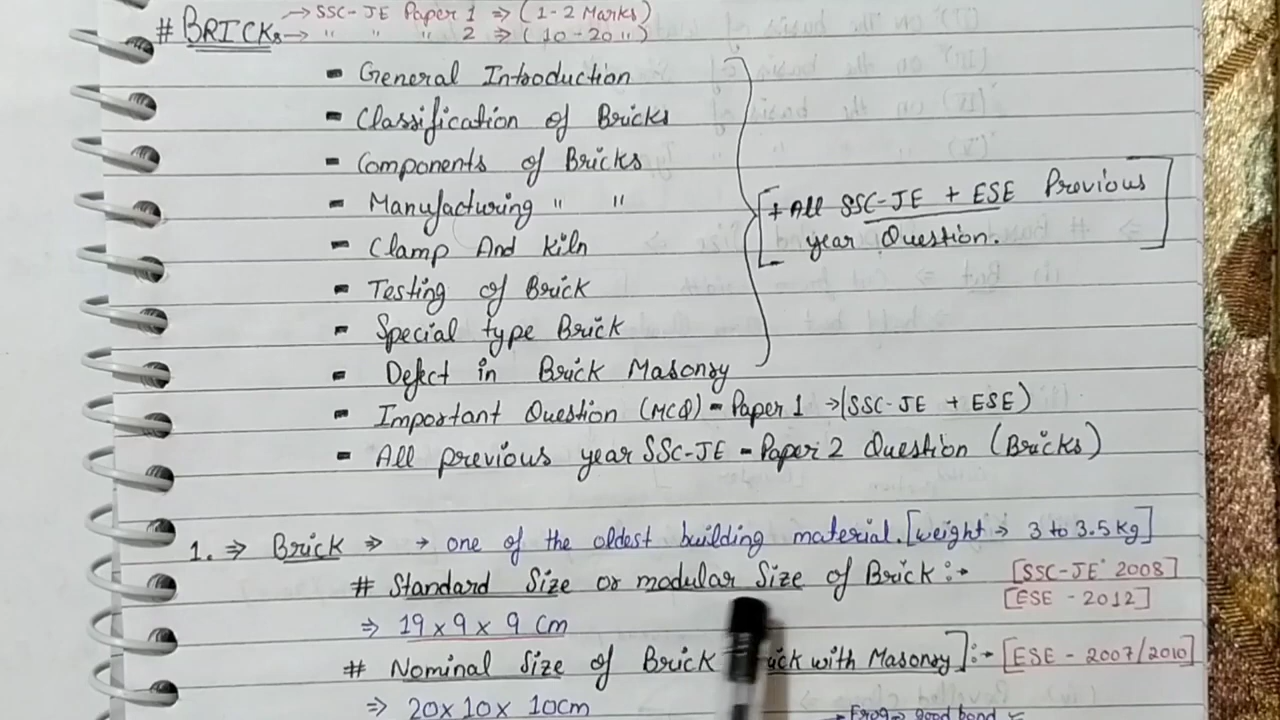 # BRICKs → SSC-JE Paper 1 ⇒ (1-2 Marks)
→ " " " 2 ⇒ (10-20 ")
- General Introduction
- Classification of Bricks
- Components of Bricks
- Manufacturing " "
- Clamp And Kiln
- Testing of Brick
- Special type Brick
- Defect in Brick Masonry
[+ All SSC-JE + ESE Previous
year Question.]
- Important Question (MCQ) - Paper 1 → (SSC-JE + ESE)
- All previous year SSC-JE - Paper 2 Question (Bricks)
1. ⇒ Brick ⇒ → one of the oldest building material. [weight → 3 to 3.5 kg]
# Standard Size or modular Size of Brick :- [SSC-JE 2008]
[ESE - 2012]
⇒ 19 x 9 x 9 cm
# Nominal Size of Brick with Masonry] :- [ESE - 2007/2010]
⇒ 20 x 10 x 10cm
→ Frog → good bond